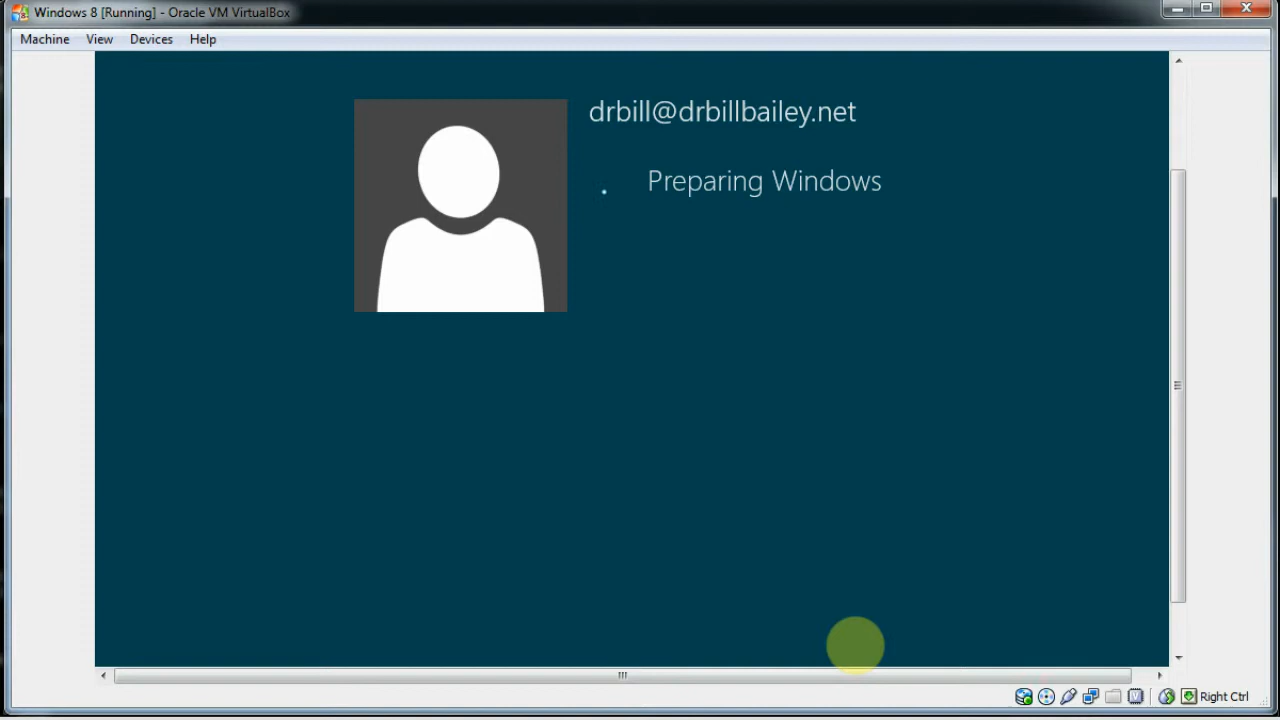 Windows 8 [Running] - Oracle VM VirtualBox
Machine View Devices Help
drbill@drbillbailey.net
Preparing Windows
Right Ctrl